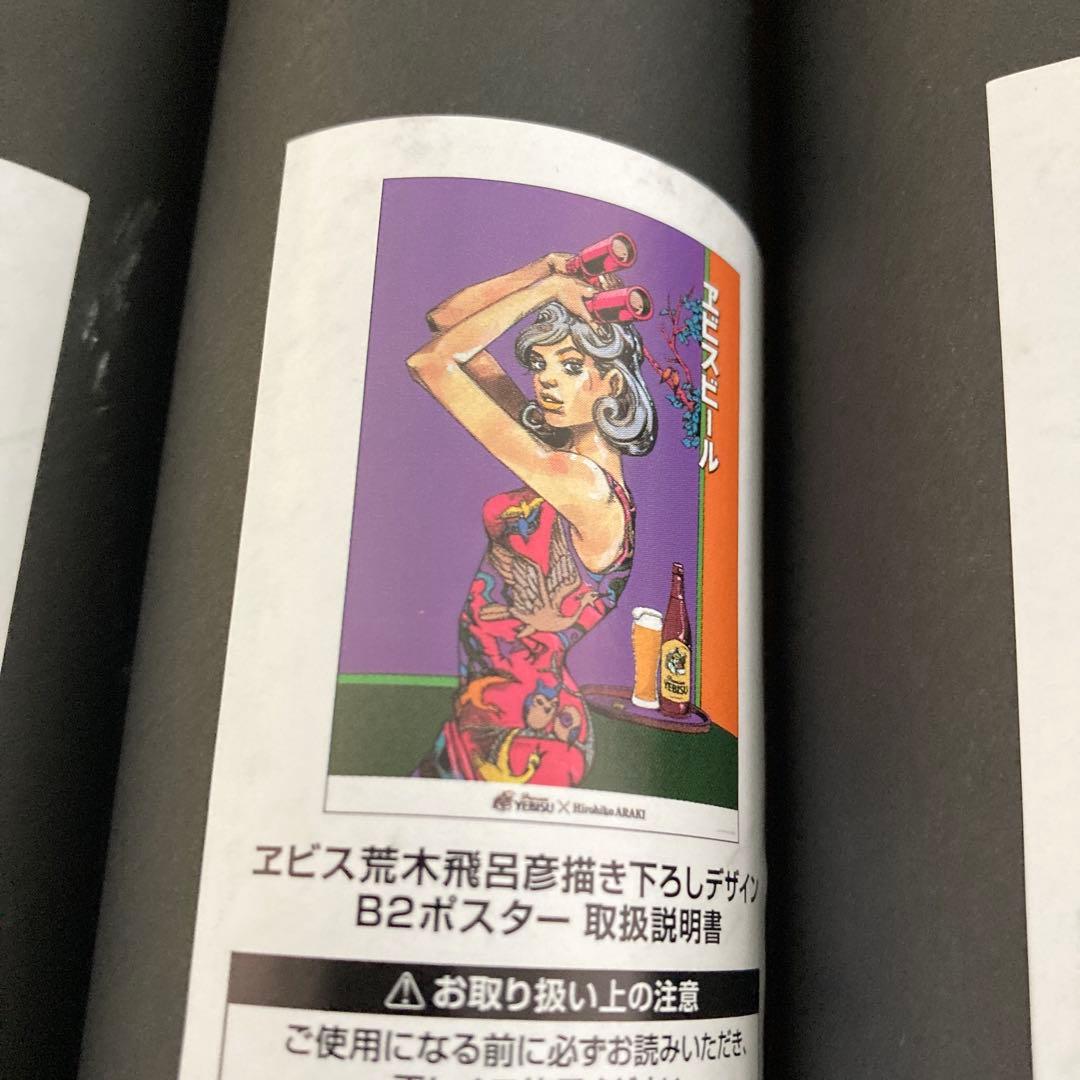 ヱビスビール
Premium
YEBISU
Premium YEBISU × Hirohiko ARAKI
ヱビス荒木飛呂彦描き下ろしデザイン
B2ポスター 取扱説明書
⚠お取り扱い上の注意
ご使用になる前に必ずお読みいただき、